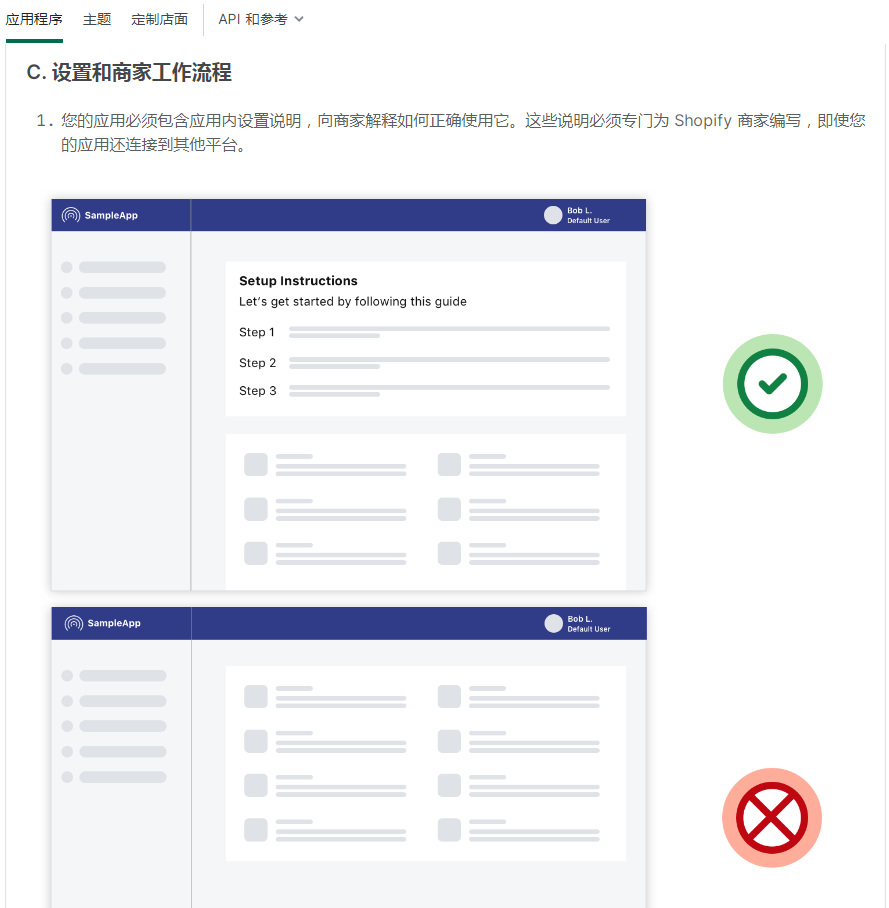 应用程序 主题 定制店面 API 和参考
C. 设置和商家工作流程
1. 您的应用必须包含应用内设置说明，向商家解释如何正确使用它。这些说明必须专门为 Shopify 商家编写，即使您
的应用还连接到其他平台。
SampleApp
Bob L.
Default User
Setup Instructions
Let's get started by following this guide
Step 1
Step 2
Step 3
SampleApp
Bob L.
Default User